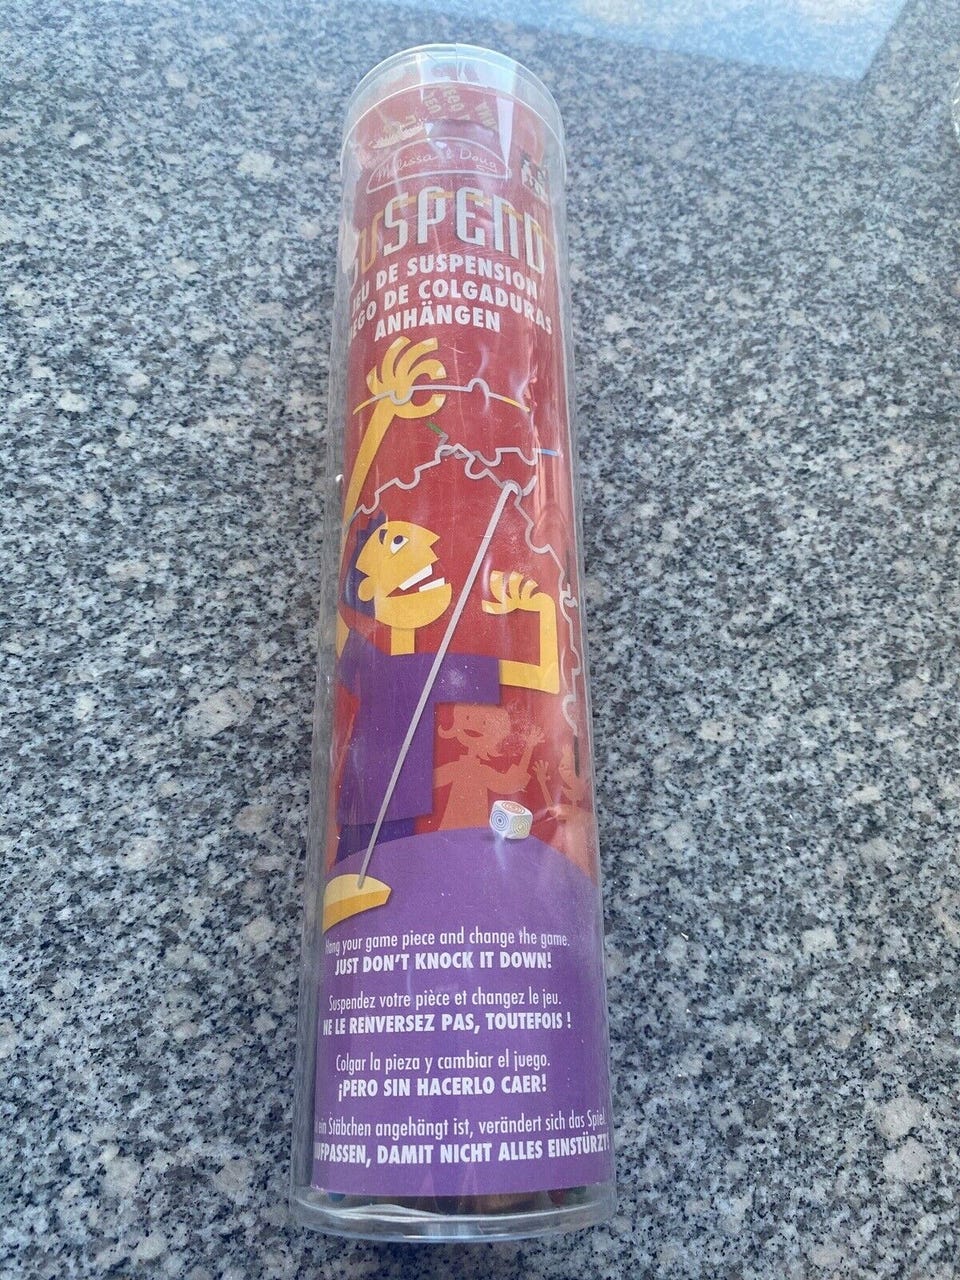 Melissa & Doug
SUSPEND
JEU DE SUSPENSION
DE COLGADURAS
ANHÄNGEN
Hang your game piece and change the game.
JUST DON'T KNOCK IT DOWN!
Suspendez votre pièce et changez le jeu.
NE LE RENVERSEZ PAS, TOUTEFOIS !
Colgar la pieza y cambiar el juego.
¡PERO SIN HACERLO CAER!
ein Stäbchen angehängt ist, verändert sich das Spiel.
UFPASSEN, DAMIT NICHT ALLES EINSTÜRZT